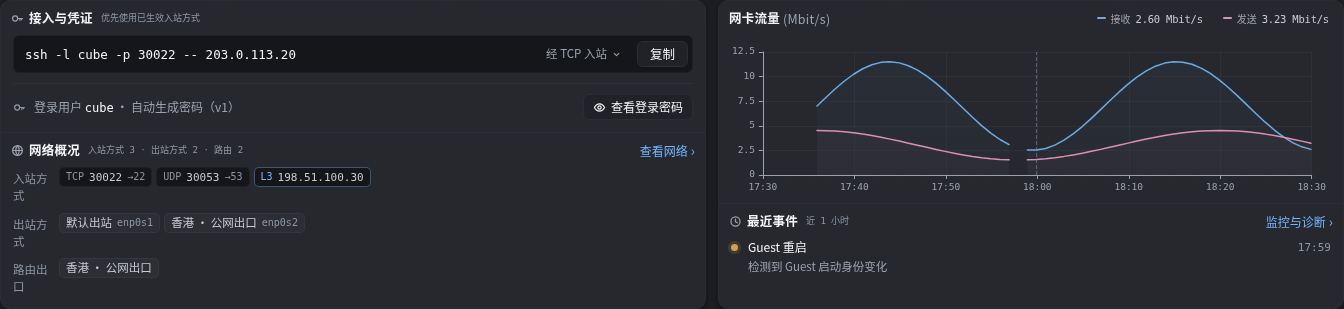 接入与凭证 优先使用已生效入站方式
ssh -l cube -p 30022 -- 203.0.113.20 经 TCP 入站 复制
登录用户 cube · 自动生成密码（v1） 查看登录密码
网络概况 入站方式 3 · 出站方式 2 · 路由 2 查看网络 ›
入站方式 TCP 30022 →22 UDP 30053 →53 L3 198.51.100.30
出站方式 默认出站 enp0s1 香港 · 公网出口 enp0s2
路由出口 香港 · 公网出口
网卡流量 (Mbit/s) 接收 2.60 Mbit/s 发送 3.23 Mbit/s
12.5
10
7.5
5
2.5
0
17:30 17:40 17:50 18:00 18:10 18:20 18:30
最近事件 近 1 小时 监控与诊断 ›
Guest 重启 17:59
检测到 Guest 启动身份变化